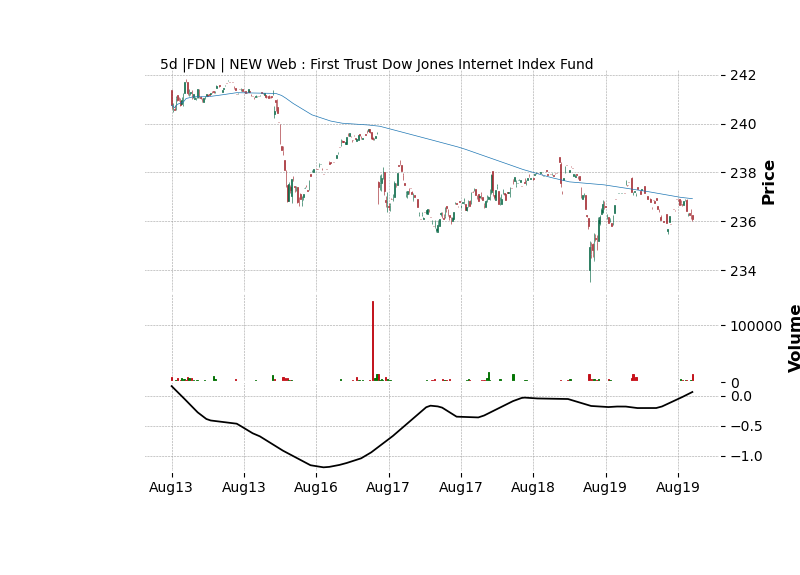 5d |FDN | NEW Web : First Trust Dow Jones Internet Index Fund
242
240
238
236
234
Price
100000
0
Volume
0.0
−0.5
−1.0
Aug13 Aug13 Aug16 Aug17 Aug17 Aug18 Aug19 Aug19